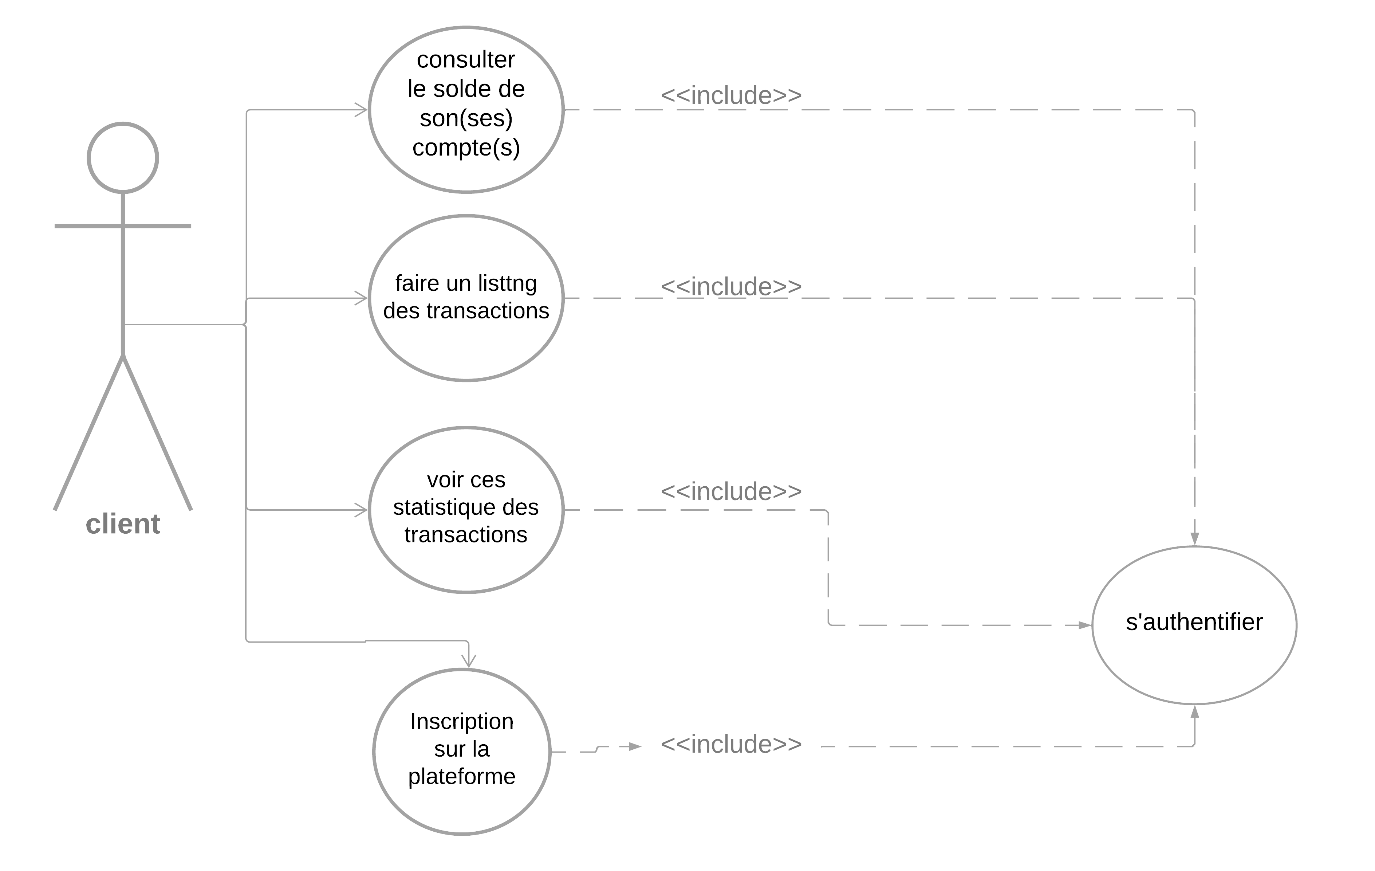 consulter
le solde de
son(ses)
compte(s)
<<include>>
faire un listtng
des transactions
<<include>>
voir ces
statistique des
transactions
<<include>>
client
s'authentifier
Inscription
sur la
plateforme
<<include>>